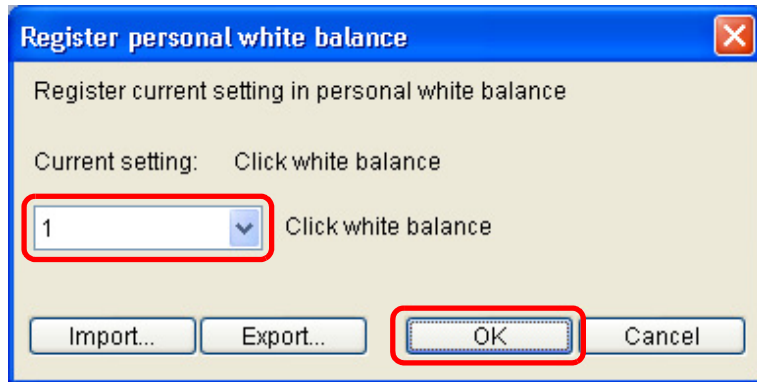 Register personal white balance
Register current setting in personal white balance
Current setting: Click white balance
1 Click white balance
Import... Export... OK Cancel